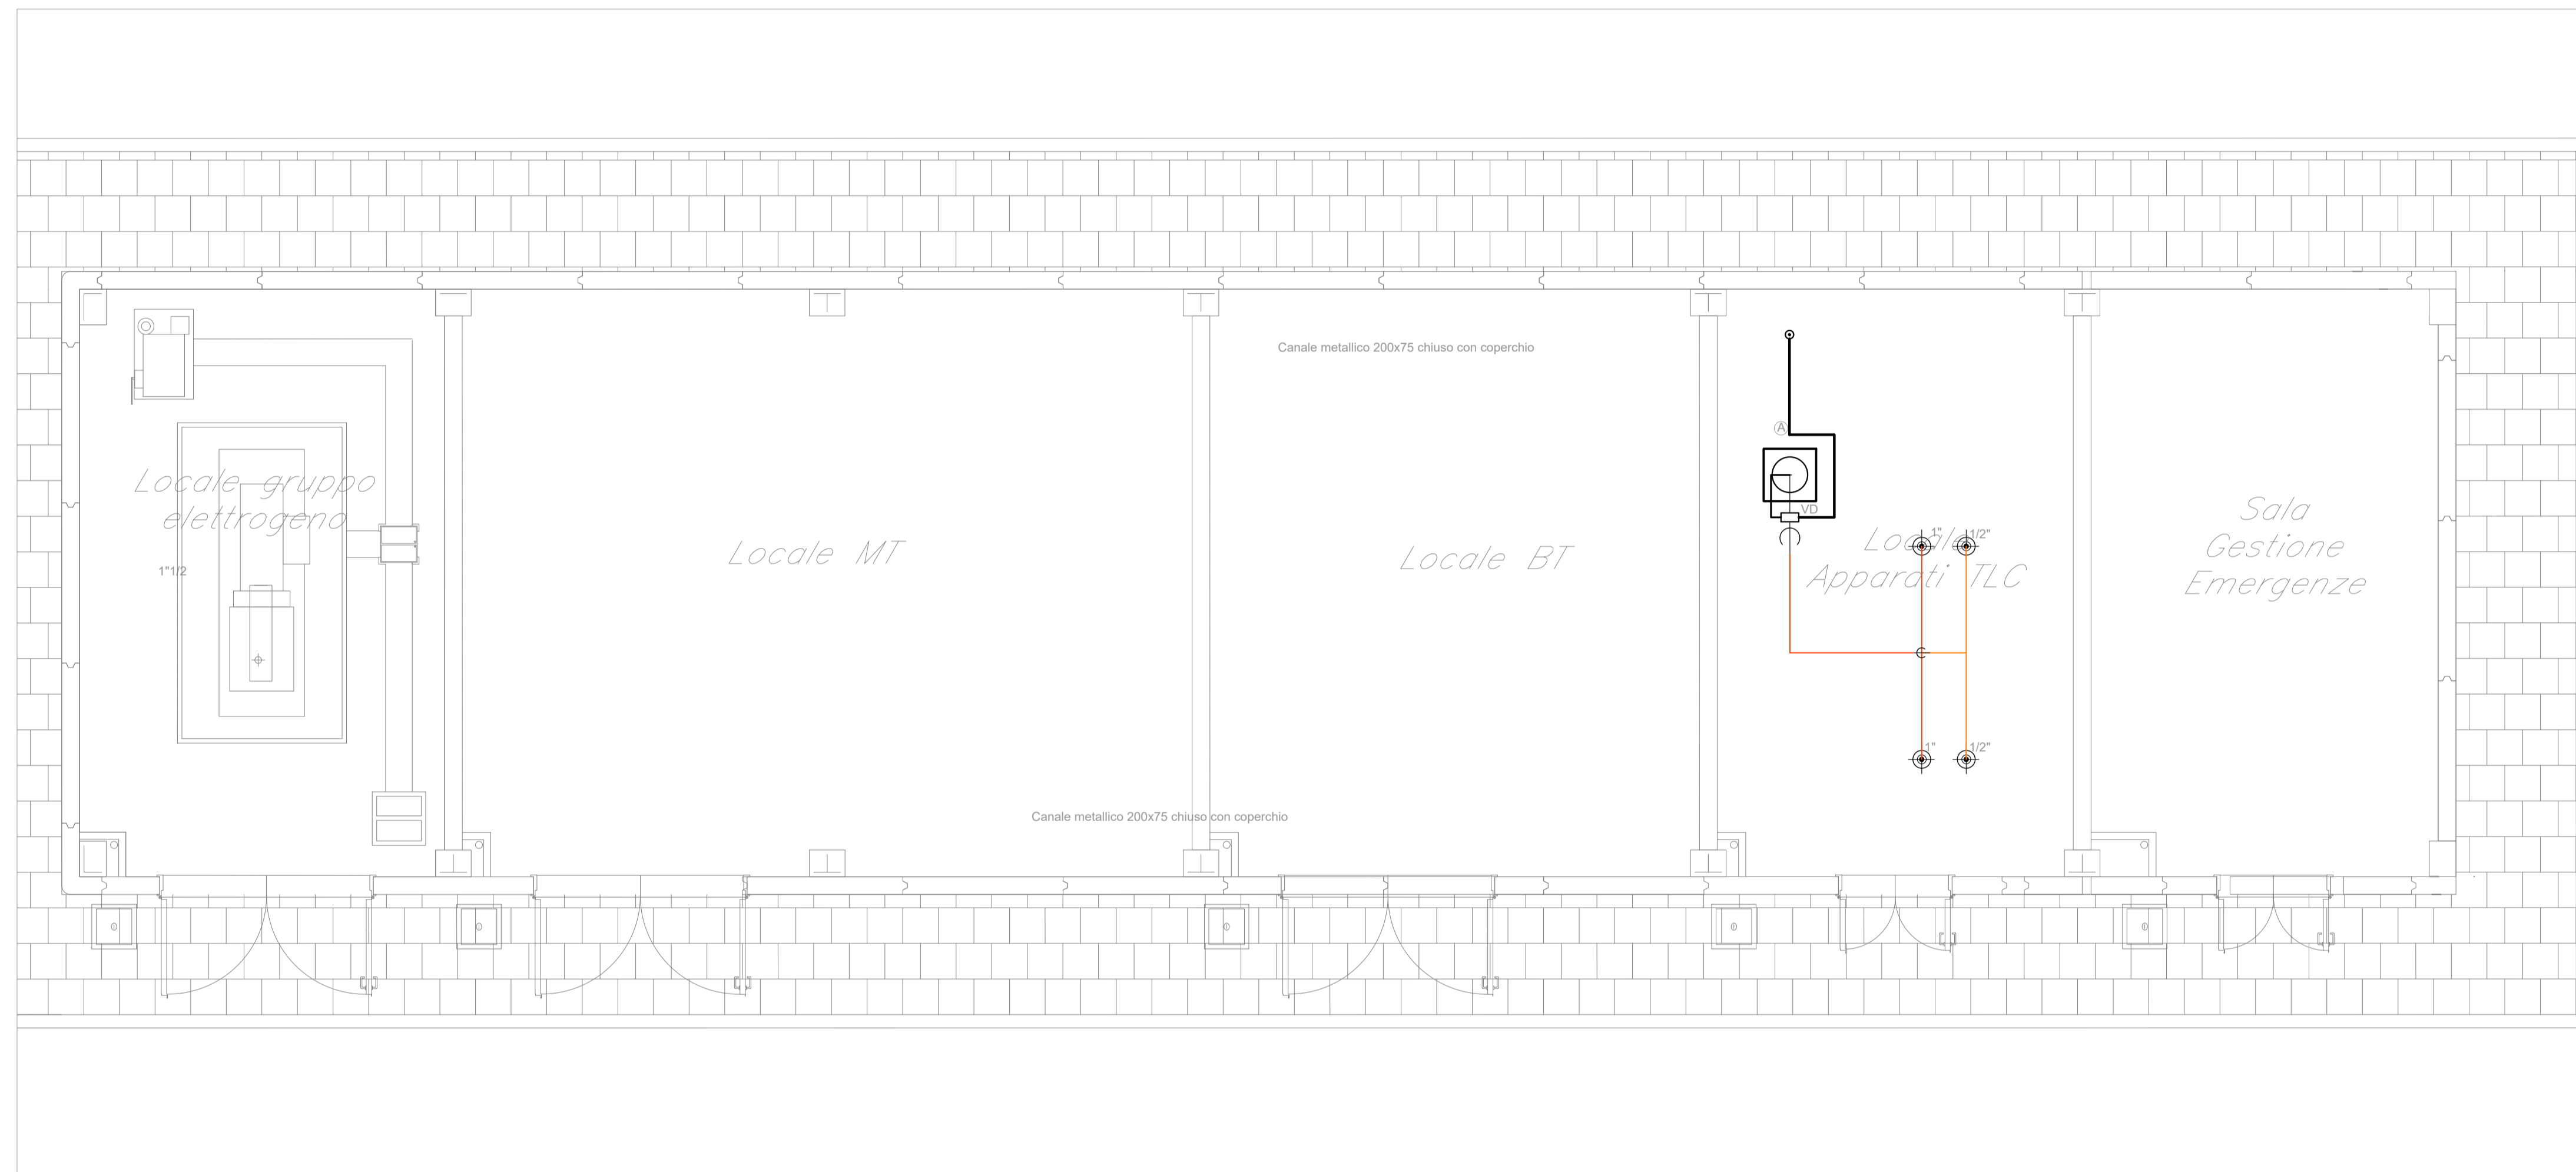 Canale metallico 200x75 chiuso con coperchio
A
Locale gruppo
elettrogeno
1"1/2
Locale MT
Locale BT
VD
1"
1/2"
Locale
Apparati TLC
Sala
Gestione
Emergenze
1"
1/2"
Canale metallico 200x75 chiuso con coperchio